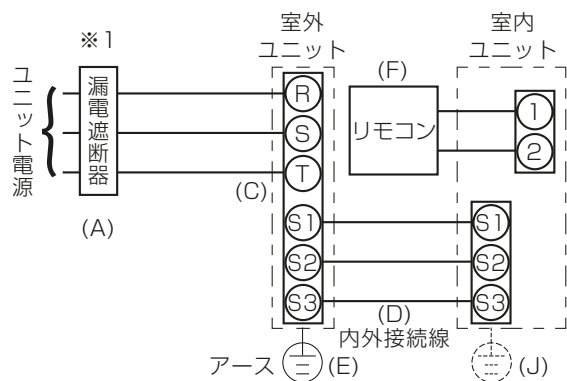 ※1
ユニット電源
漏電遮断器
(A)
(C)
室外
ユニット
R
S
T
S1
S2
S3
アース
(E)
(F)
リモコン
室内
ユニット
1
2
S1
S2
S3
(D)
内外接続線
(J)